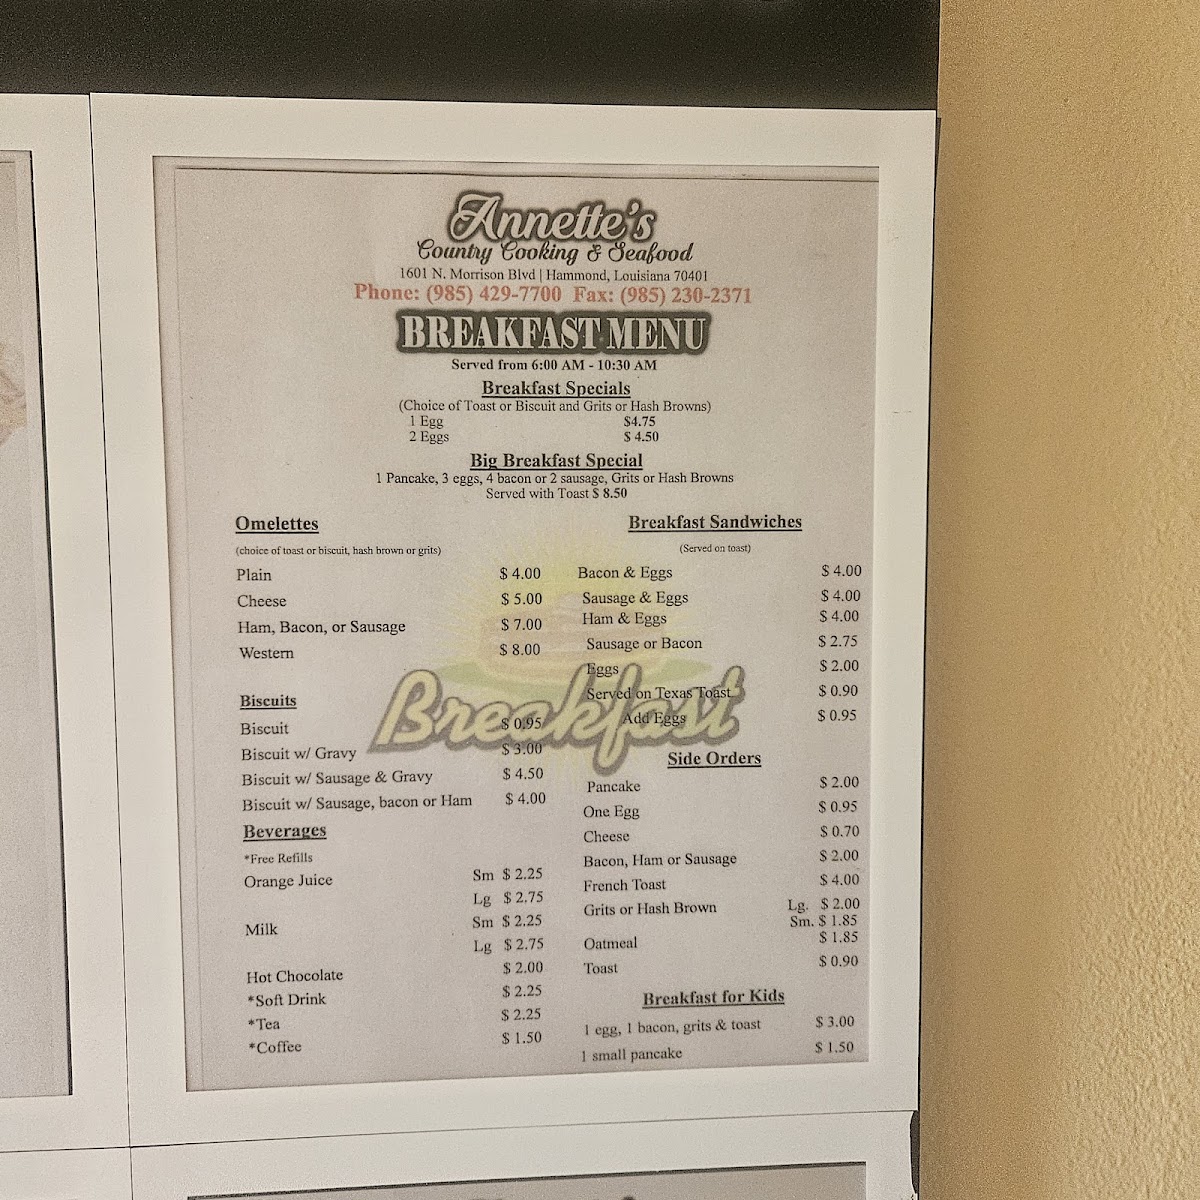 Annette's
Country Cooking & Seafood
1601 N. Morrison Blvd | Hammond, Louisiana 70401
Phone: (985) 429-7700 Fax: (985) 230-2371
BREAKFAST MENU
Served from 6:00 AM - 10:30 AM
Breakfast Specials
(Choice of Toast or Biscuit and Grits or Hash Browns)
1 Egg $4.75
2 Eggs $ 4.50
Big Breakfast Special
1 Pancake, 3 eggs, 4 bacon or 2 sausage, Grits or Hash Browns
Served with Toast $ 8.50
Omelettes
(choice of toast or biscuit, hash brown or grits)
Plain $ 4.00
Cheese $ 5.00
Ham, Bacon, or Sausage $ 7.00
Western $ 8.00
Biscuits
Biscuit $ 0.95
Biscuit w/ Gravy $ 3.00
Biscuit w/ Sausage & Gravy $ 4.50
Biscuit w/ Sausage, bacon or Ham $ 4.00
Beverages
*Free Refills
Orange Juice Sm $ 2.25
Lg $ 2.75
Milk Sm $ 2.25
Lg $ 2.75
Hot Chocolate $ 2.00
*Soft Drink $ 2.25
*Tea $ 2.25
*Coffee $ 1.50
Breakfast Sandwiches
(Served on toast)
Bacon & Eggs $ 4.00
Sausage & Eggs $ 4.00
Ham & Eggs $ 4.00
Sausage or Bacon $ 2.75
Eggs $ 2.00
Served on Texas Toast $ 0.90
Add Eggs $ 0.95
Breakfast
Side Orders
Pancake $ 2.00
One Egg $ 0.95
Cheese $ 0.70
Bacon, Ham or Sausage $ 2.00
French Toast $ 4.00
Grits or Hash Brown Lg. $ 2.00
Sm. $ 1.85
Oatmeal $ 1.85
Toast $ 0.90
Breakfast for Kids
1 egg, 1 bacon, grits & toast $ 3.00
1 small pancake $ 1.50